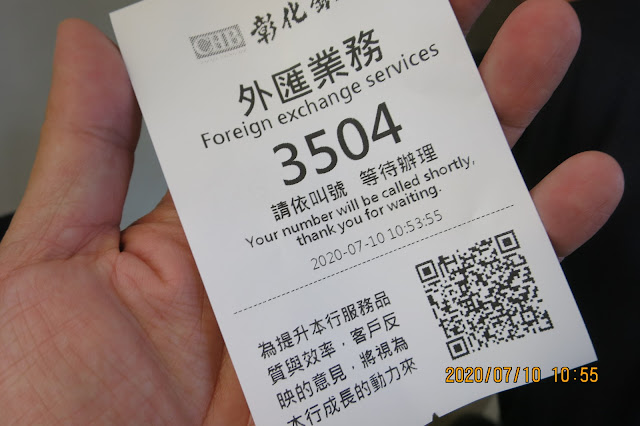 CHB 彰化銀
外匯業務
Foreign exchange services
3504
請依叫號 等待辦理
Your number will be called shortly,
thank you for waiting.
2020-07-10 10:53:55
為提升本行服務品
質與效率，客戶反
映的意見，將視為
本行成長的動力來
2020/07/10 10:55